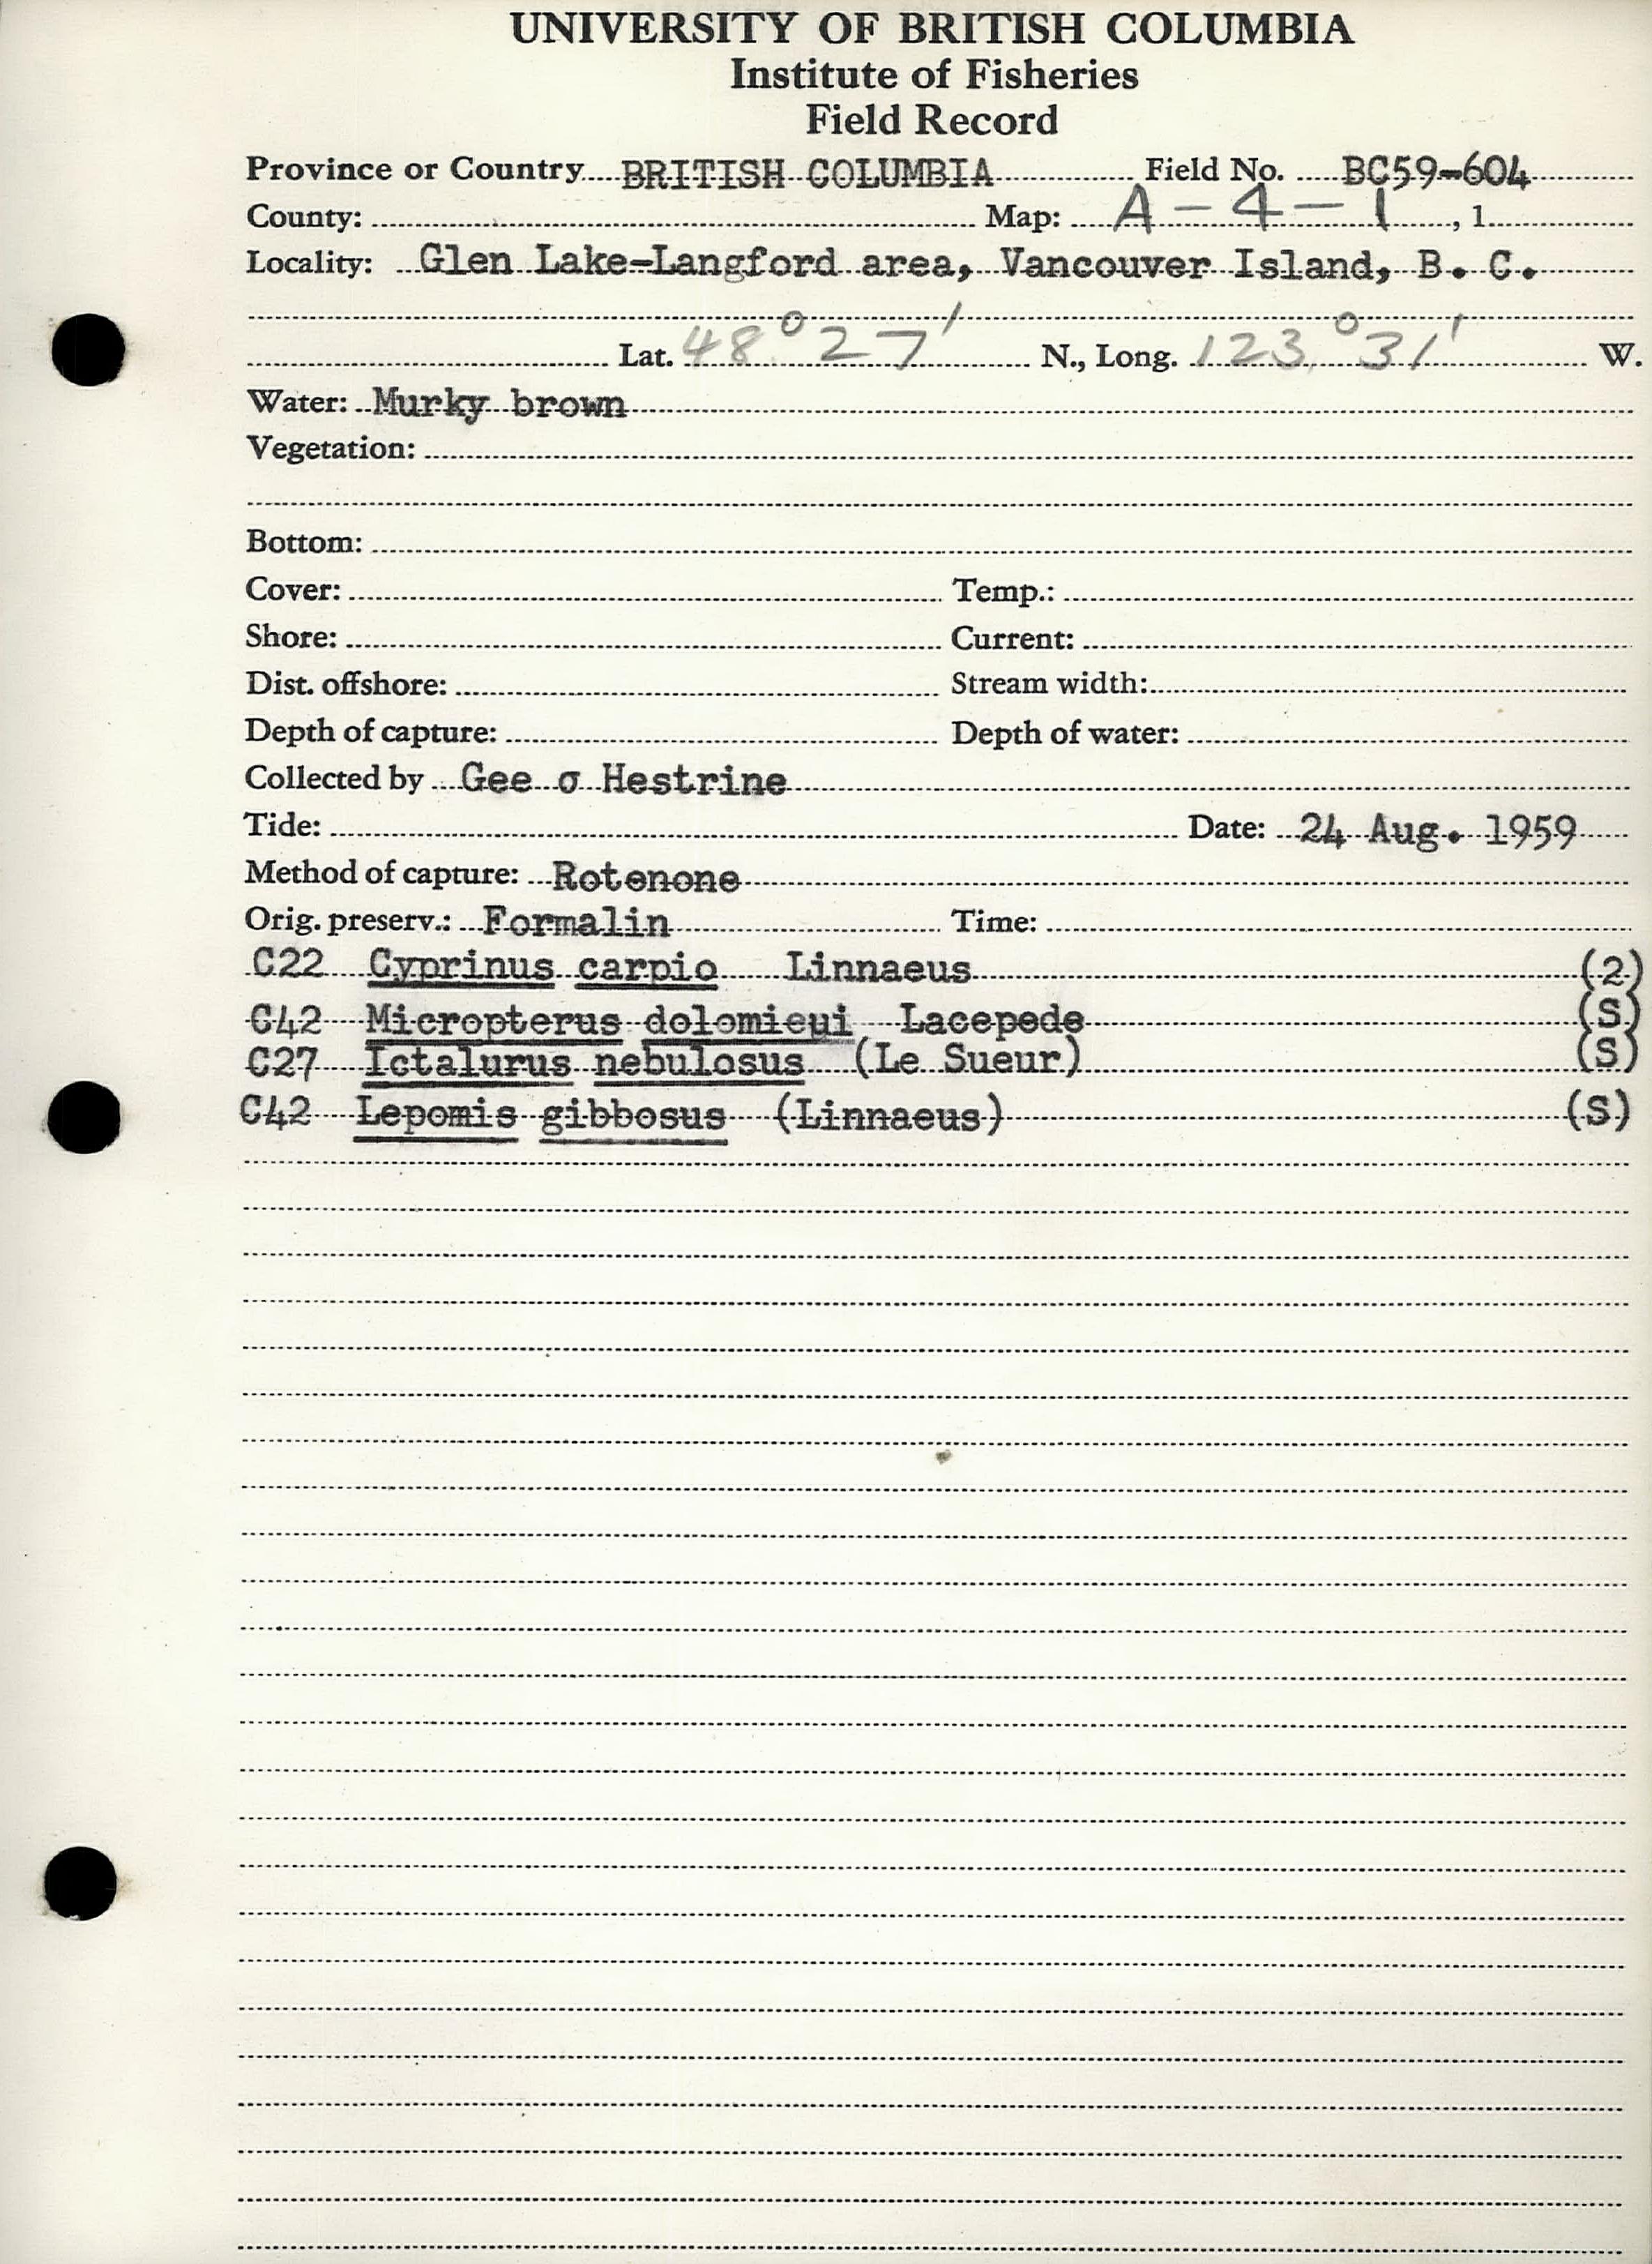 UNIVERSITY OF BRITISH COLUMBIA
Institute of Fisheries
Field Record
Province or Country BRITISH COLUMBIA Field No. BC59-604
County: Map: A-4-1, 1
Locality: Glen Lake-Langford area, Vancouver Island, B. C.
Lat. 48°27' N., Long. 123°31' W.
Water: Murky brown
Vegetation:
Bottom:
Cover: Temp.:
Shore: Current:
Dist. offshore: Stream width:
Depth of capture: Depth of water:
Collected by Gee σ Hestrine
Tide: Date: 24 Aug. 1959
Method of capture: Rotenone
Orig. preserv.: Formalin Time:
C22 Cyprinus carpio Linnaeus (2)
C42 Micropterus dolomieui Lacepede (S)
C27 Ictalurus nebulosus (Le Sueur) (S)
C42 Lepomis gibbosus (Linnaeus) (S)